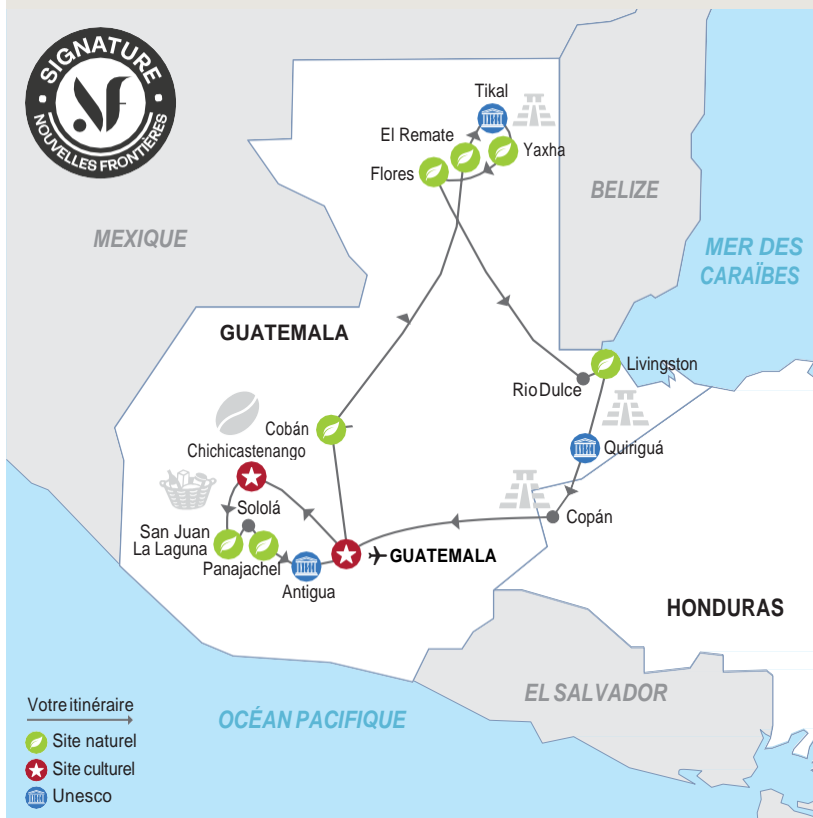 SIGNATURE
NF
NOUVELLES FRONTIÈRES
Tikal
El Remate
Yaxha
Flores
BELIZE
MEXIQUE
MER DES
CARAÏBES
GUATEMALA
Livingston
Rio Dulce
Cobán
Chichicastenango
Quiriguá
Sololá
Copán
San Juan
La Laguna
Panajachel
GUATEMALA
Antigua
HONDURAS
EL SALVADOR
Votre itinéraire
OCÉAN PACIFIQUE
Site naturel
Site culturel
Unesco